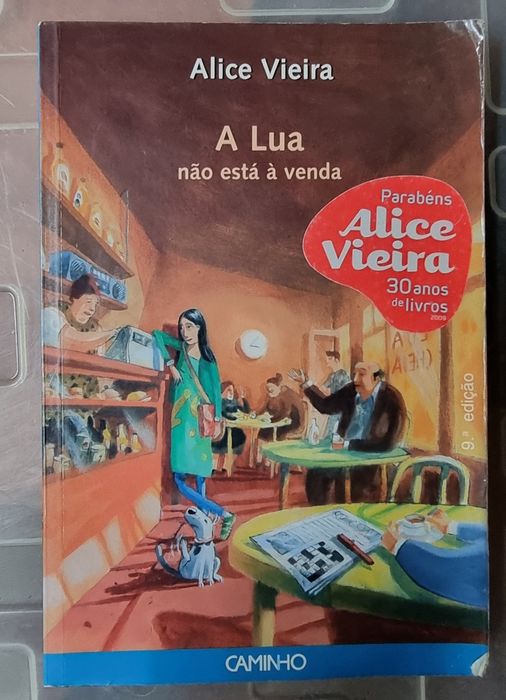 Alice Vieira
A Lua
não está à venda
Parabéns
Alice
Vieira
30 anos
de livros
2009
9.ª edição
CAMINHO